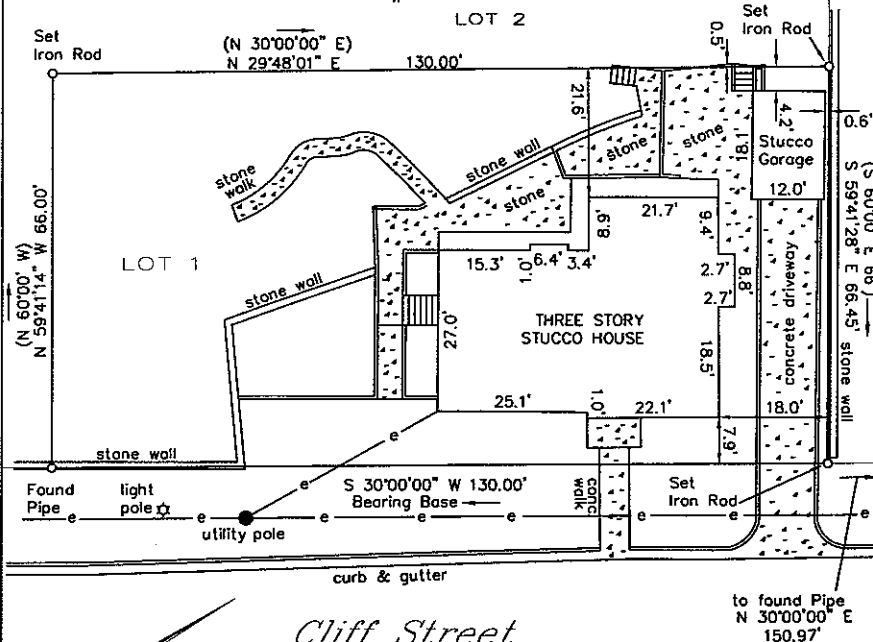 LOT 2
Set
Iron Rod
(N 30°00'00" E)
N 29°48'01" E 130.00'
0.5'
Set
Iron Rod
21.6'
4.2'
0.6'
stone wall
stone
stone
18.1'
Stucco
Garage
12.0'
stone
walk
stone
21.7'
9.4'
8.9'
(N 60°00' W)
N 59°41'14" W 66.00'
(S 60°00' E 66')
S 59°41'28" E 66.45'
LOT 1
15.3'
1.0'
6.4'
3.4'
2.7'
8.8'
2.7'
stone wall
27.0'
THREE STORY
STUCCO HOUSE
18.5'
concrete driveway
stone wall
25.1'
1.0'
22.1'
18.0'
7.9'
stone wall
e
e
Found
Pipe
light
pole
S 30°00'00" W 130.00'
Bearing Base
conc.
walk
Set
Iron Rod
e e e e e e e e
utility pole
curb & gutter
Cliff Street
to found Pipe
N 30°00'00" E
150.97'